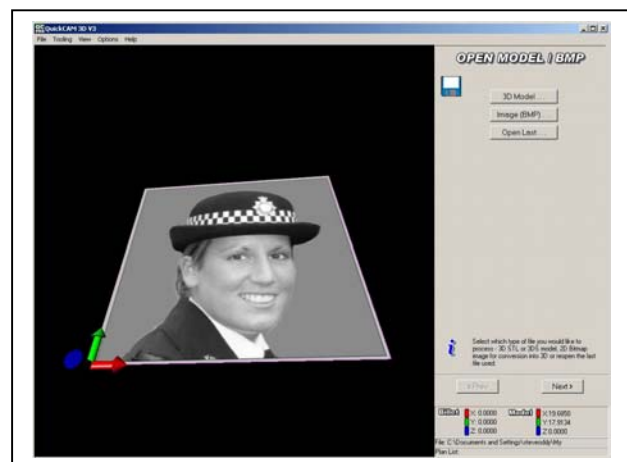 QuickCAM 3D V3
File Tooling View Options Help
OPEN MODEL / BMP
3D Model...
Image (BMP)...
Open Last...
Select which type of file you would like to
process - 3D STL or 3DS model, 2D Bitmap
image for conversion into 3D or reopen the last
file used.
Prev
Next
Billet X: 0.0000 Model X:19.6850
Y: 0.0000 Y:17.9134
Z: 0.0000 Z:0.0000
File: C:\Documents and Settings\
Plan List: